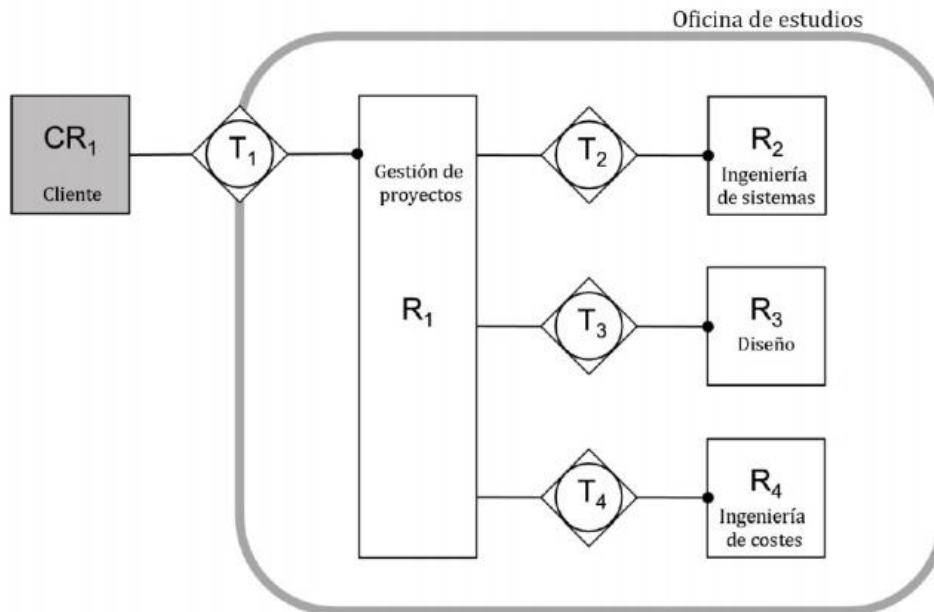 Oficina de estudios
CR₁
Cliente
T₁
Gestión de
proyectos
R₁
T₂
R₂
Ingeniería
de sistemas
T₃
R₃
Diseño
T₄
R₄
Ingeniería
de costes